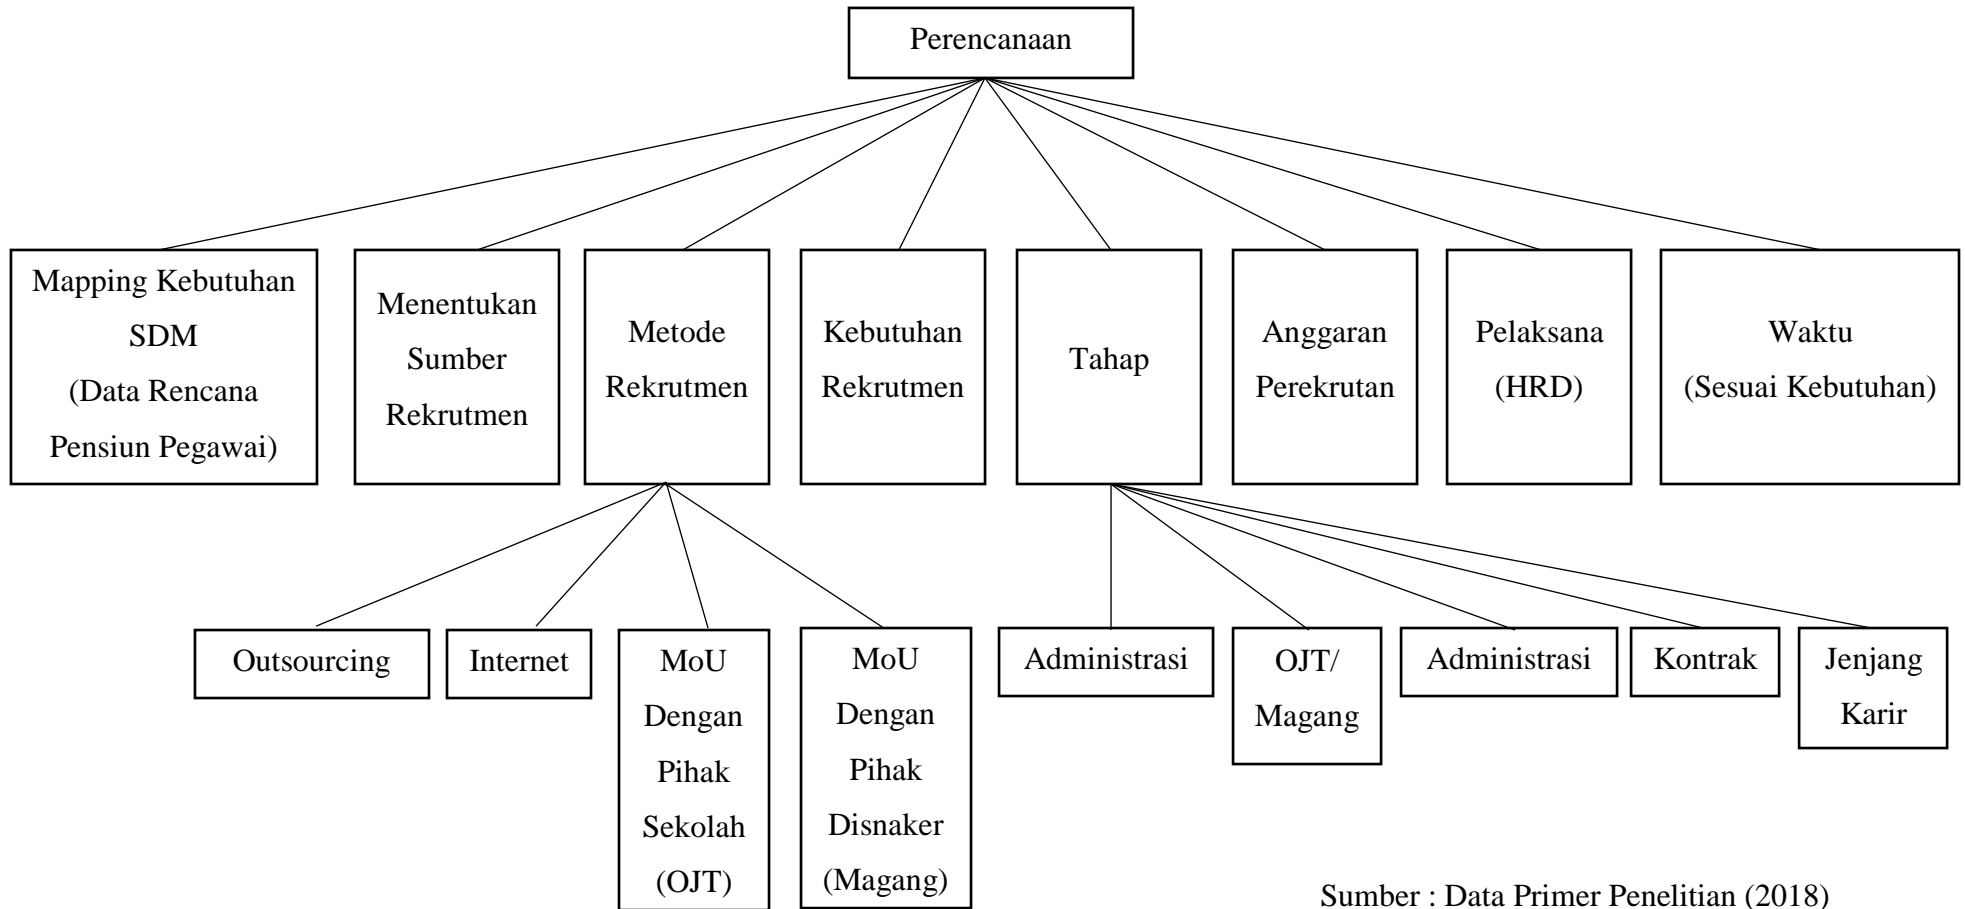 Perencanaan
Mapping Kebutuhan
SDM
(Data Rencana
Pensiun Pegawai)
Menentukan
Sumber
Rekrutmen
Metode
Rekrutmen
Kebutuhan
Rekrutmen
Tahap
Anggaran
Perekrutan
Pelaksana
(HRD)
Waktu
(Sesuai Kebutuhan)
Outsourcing
Internet
MoU
Dengan
Pihak
Sekolah
(OJT)
MoU
Dengan
Pihak
Disnaker
(Magang)
Administrasi
OJT/
Magang
Administrasi
Kontrak
Jenjang
Karir
Sumber : Data Primer Penelitian (2018)